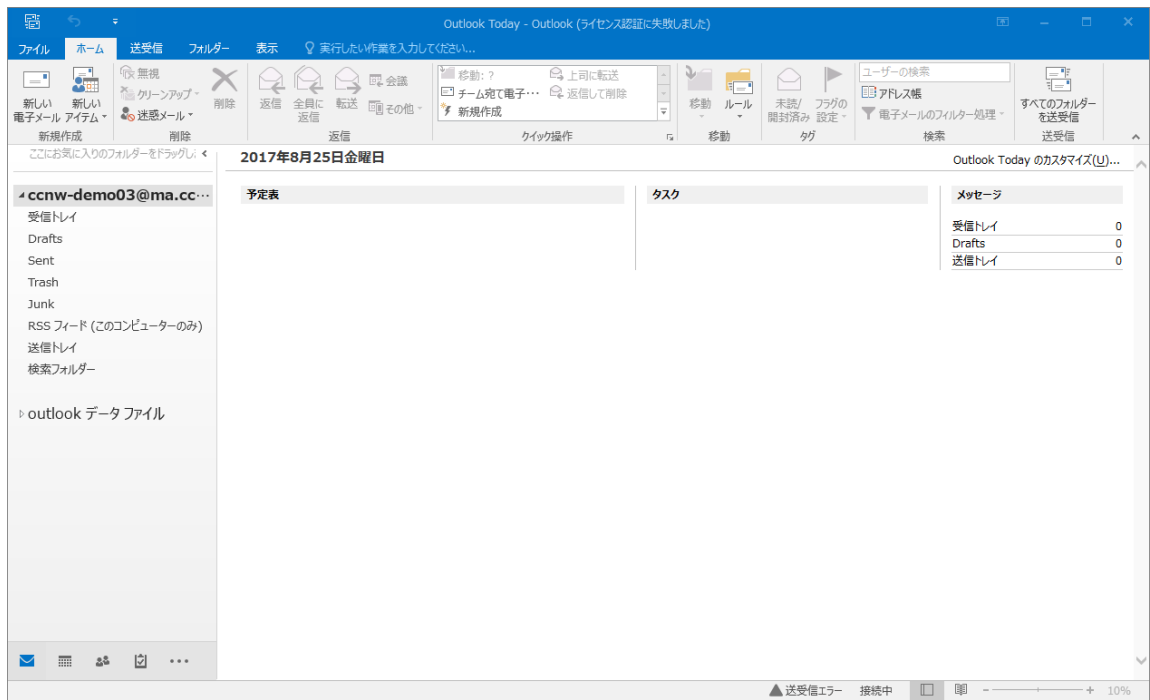 Outlook Today - Outlook (ライセンス認証に失敗しました)
ファイル ホーム 送受信 フォルダー 表示 実行したい作業を入力してください...
新しい
電子メール
新しい
アイテム
新規作成
無視
クリーンアップ
迷惑メール
削除
削除
返信
全員に
返信
転送
会議
その他
返信
移動: ?
チーム宛て電子…
新規作成
上司に転送
返信して削除
クイック操作
移動
ルール
移動
未読/
開封済み
フラグの
設定
タグ
ユーザーの検索
アドレス帳
電子メールのフィルター処理
検索
すべてのフォルダー
を送受信
送受信
ここにお気に入りのフォルダーをドラッグし
ccnw-demo03@ma.cc…
受信トレイ
Drafts
Sent
Trash
Junk
RSS フィード (このコンピューターのみ)
送信トレイ
検索フォルダー
outlook データ ファイル
2017年8月25日金曜日
Outlook Today のカスタマイズ(U)...
予定表
タスク
メッセージ
受信トレイ 0
Drafts 0
送信トレイ 0
送受信エラー 接続中 10%